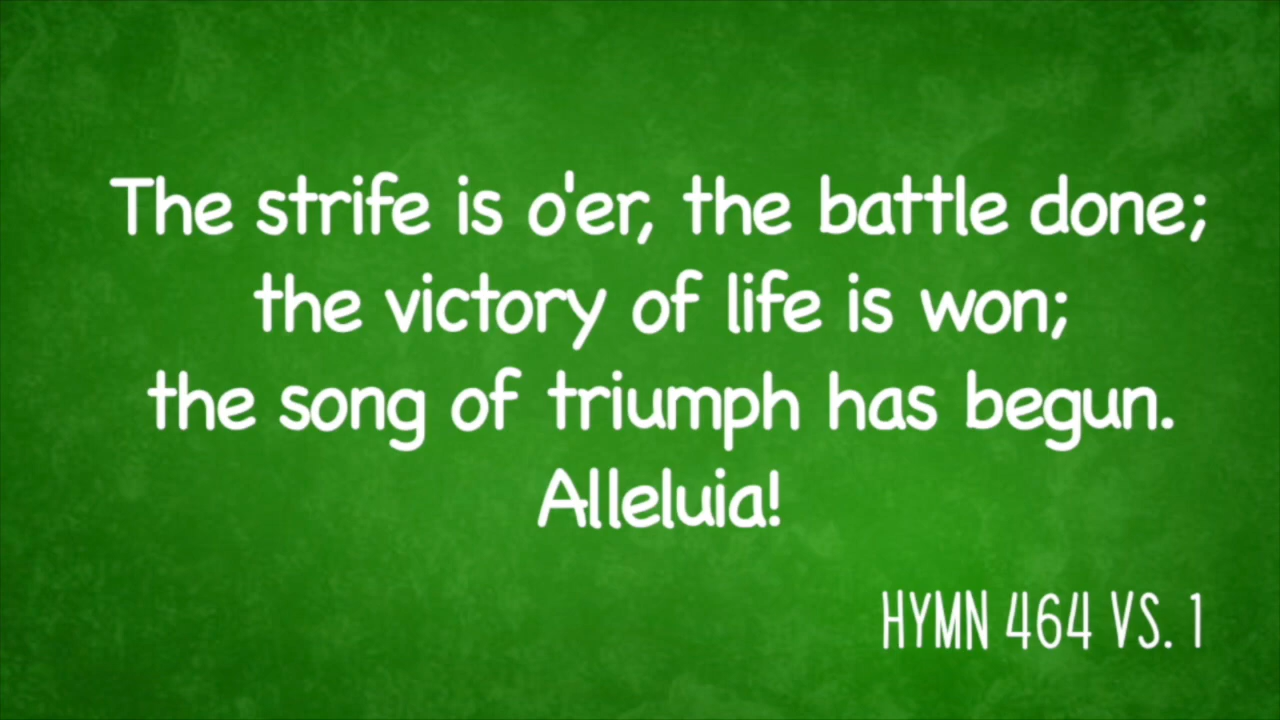 The strife is o'er, the battle done;
the victory of life is won;
the song of triumph has begun.
Alleluia!
HYMN 464 VS. 1